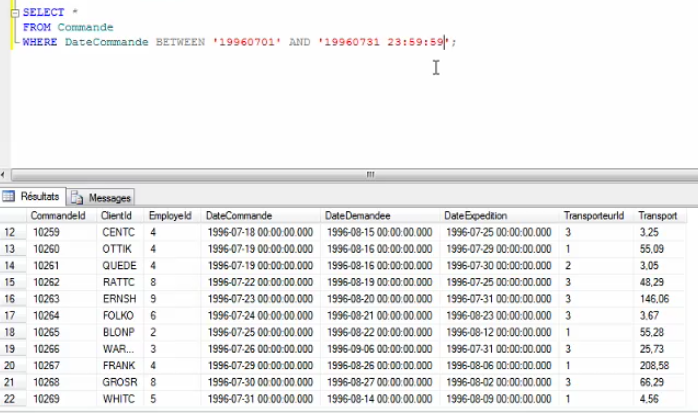 SELECT *
FROM Commande
WHERE DateCommande BETWEEN '19960701' AND '19960731 23:59:59';
Résultats Messages
CommandeId ClientId EmployeId DateCommande DateDemandee DateExpedition TransporteurId Transport
12 10259 CENTC 4 1996-07-18 00:00:00.000 1996-08-15 00:00:00.000 1996-07-25 00:00:00.000 3 3,25
13 10260 OTTIK 4 1996-07-19 00:00:00.000 1996-08-16 00:00:00.000 1996-07-29 00:00:00.000 1 55,09
14 10261 QUEDE 4 1996-07-19 00:00:00.000 1996-08-16 00:00:00.000 1996-07-30 00:00:00.000 2 3,05
15 10262 RATTC 8 1996-07-22 00:00:00.000 1996-08-19 00:00:00.000 1996-07-25 00:00:00.000 3 48,29
16 10263 ERNSH 9 1996-07-23 00:00:00.000 1996-08-20 00:00:00.000 1996-07-31 00:00:00.000 3 146,06
17 10264 FOLKO 6 1996-07-24 00:00:00.000 1996-08-21 00:00:00.000 1996-08-23 00:00:00.000 3 3,67
18 10265 BLONP 2 1996-07-25 00:00:00.000 1996-08-22 00:00:00.000 1996-08-12 00:00:00.000 1 55,28
19 10266 WAR... 3 1996-07-26 00:00:00.000 1996-09-06 00:00:00.000 1996-07-31 00:00:00.000 3 25,73
20 10267 FRANK 4 1996-07-29 00:00:00.000 1996-08-26 00:00:00.000 1996-08-06 00:00:00.000 1 208,58
21 10268 GROSR 8 1996-07-30 00:00:00.000 1996-08-27 00:00:00.000 1996-08-02 00:00:00.000 3 66,29
22 10269 WHITC 5 1996-07-31 00:00:00.000 1996-08-14 00:00:00.000 1996-08-09 00:00:00.000 1 4,56